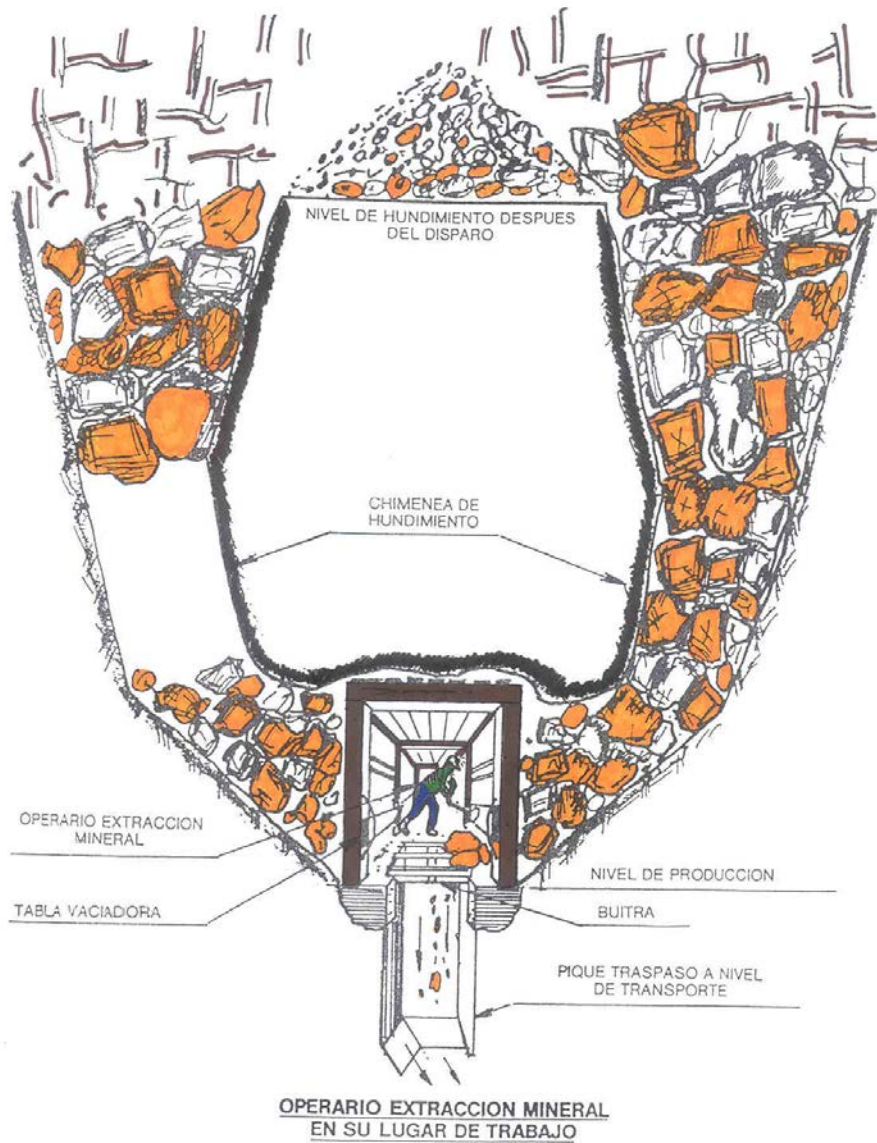 NIVEL DE HUNDIMIENTO DESPUES
DEL DISPARO
CHIMENEA DE
HUNDIMIENTO
OPERARIO EXTRACCION
MINERAL
TABLA VACIADORA
NIVEL DE PRODUCCION
BUITRA
PIQUE TRASPASO A NIVEL
DE TRANSPORTE
OPERARIO EXTRACCION MINERAL
EN SU LUGAR DE TRABAJO